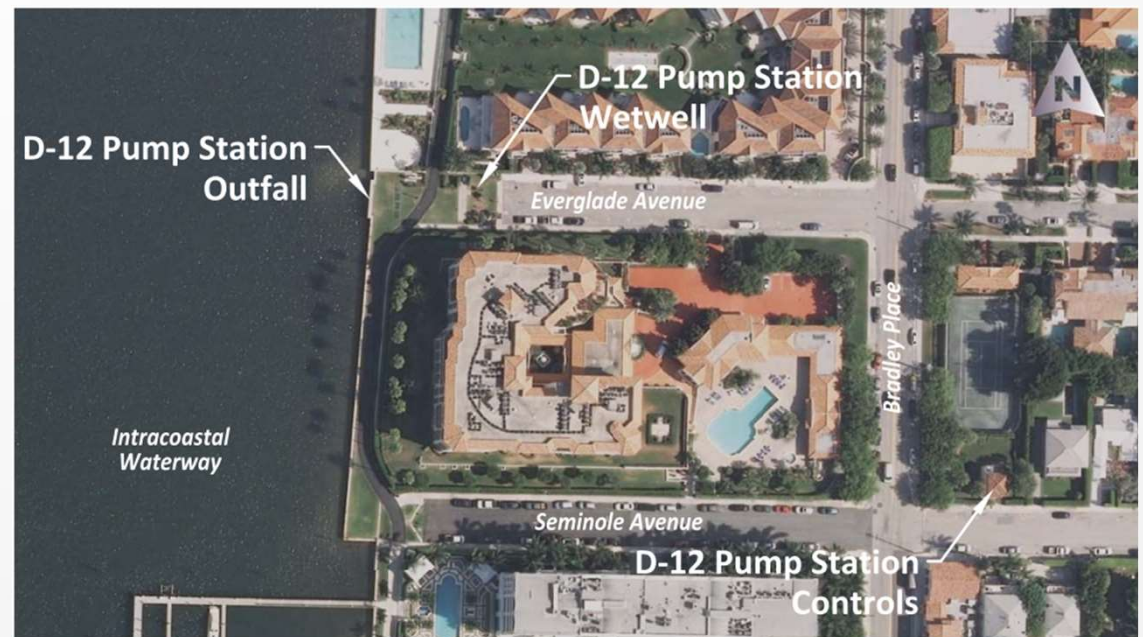 D-12 Pump Station
Wetwell
D-12 Pump Station
Outfall
N
Everglade Avenue
Bradley Place
Intracoastal
Waterway
Seminole Avenue
D-12 Pump Station
Controls